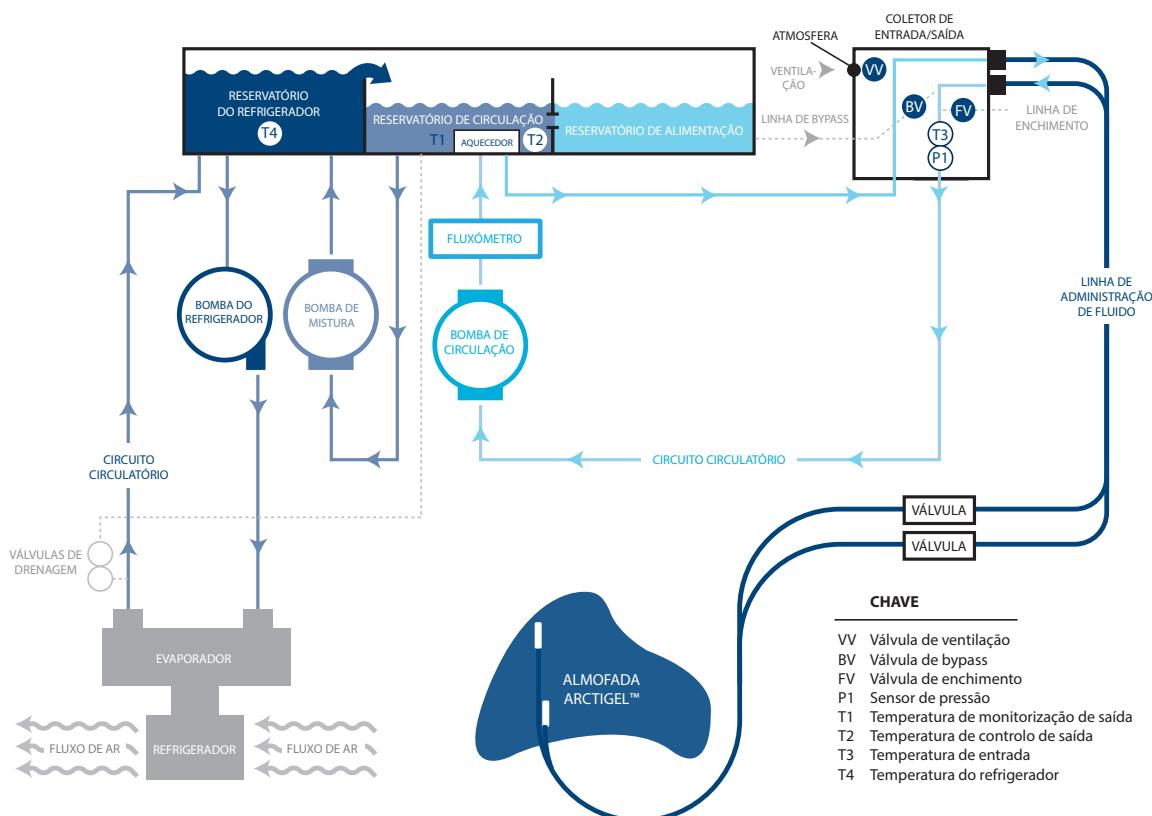 COLETOR DE
ENTRADA/SAÍDA
ATMOSFERA
VV
VENTILA-
ÇÃO
RESERVATÓRIO
DO REFRIGERADOR
T4
RESERVATÓRIO DE CIRCULAÇÃO
T1
AQUECEDOR
T2
RESERVATÓRIO DE ALIMENTAÇÃO
LINHA DE BYPASS
BV
FV
LINHA DE
ENCHIMENTO
T3
P1
FLUXÓMETRO
BOMBA DO
REFRIGERADOR
BOMBA DE
MISTURA
BOMBA DE
CIRCULAÇÃO
LINHA DE
ADMINISTRAÇÃO
DE FLUIDO
CIRCUITO
CIRCULATÓRIO
CIRCUITO CIRCULATÓRIO
VÁLVULA
VÁLVULA
VÁLVULAS DE
DRENAGEM
EVAPORADOR
REFRIGERADOR
FLUXO DE AR
FLUXO DE AR
ALMOFADA
ARCTIGEL™
CHAVE
VV Válvula de ventilação
BV Válvula de bypass
FV Válvula de enchimento
P1 Sensor de pressão
T1 Temperatura de monitorização de saída
T2 Temperatura de controlo de saída
T3 Temperatura de entrada
T4 Temperatura do refrigerador